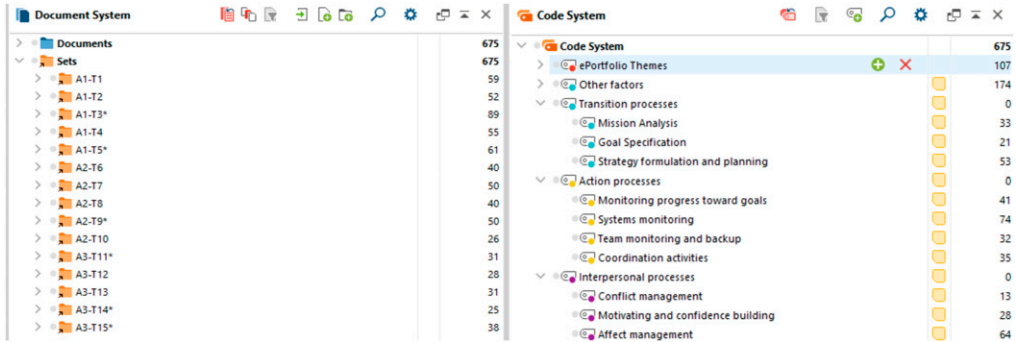 Document System
Documents 675
Sets 675
A1-T1 59
A1-T2 52
A1-T3* 89
A1-T4 55
A1-T5* 61
A2-T6 40
A2-T7 50
A2-T8 40
A2-T9* 50
A2-T10 26
A3-T11* 31
A3-T12 28
A3-T13 31
A3-T14* 25
A3-T15* 38
Code System
Code System 675
ePortfolio Themes 107
Other factors 174
Transition processes 0
Mission Analysis 33
Goal Specification 21
Strategy formulation and planning 53
Action processes 0
Monitoring progress toward goals 41
Systems monitoring 74
Team monitoring and backup 32
Coordination activities 35
Interpersonal processes 0
Conflict management 13
Motivating and confidence building 28
Affect management 64